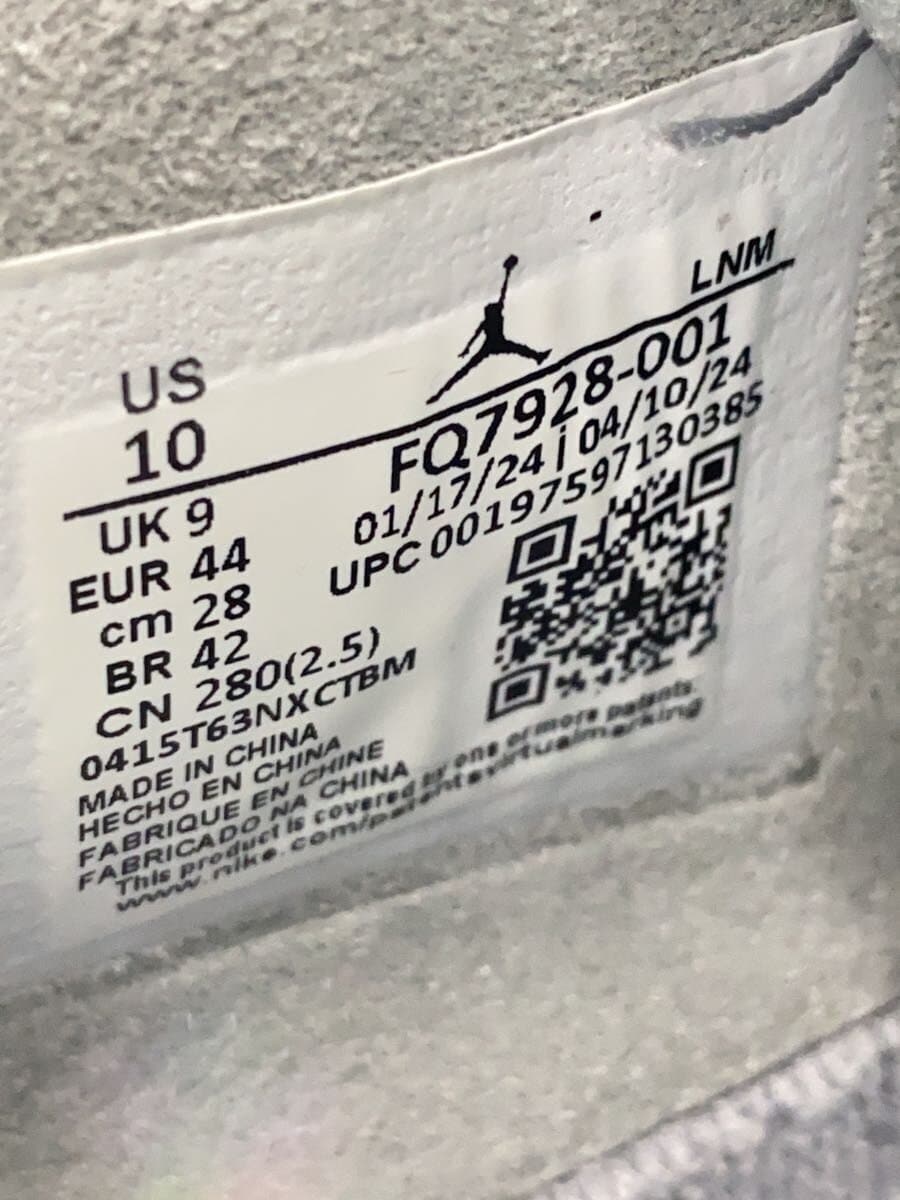 LNM
US
10
FQ7928-001
01/17/24 | 04/10/24
UPC 00197597130385
UK 9
EUR 44
cm 28
BR 42
CN 280(2.5)
0415T63NXCTBM
MADE IN CHINA
HECHO EN CHINA
FABRIQUE EN CHINE
FABRICADO NA CHINA
This product is covered by one or more patents.
www.nike.com/patentsvirtualmarking